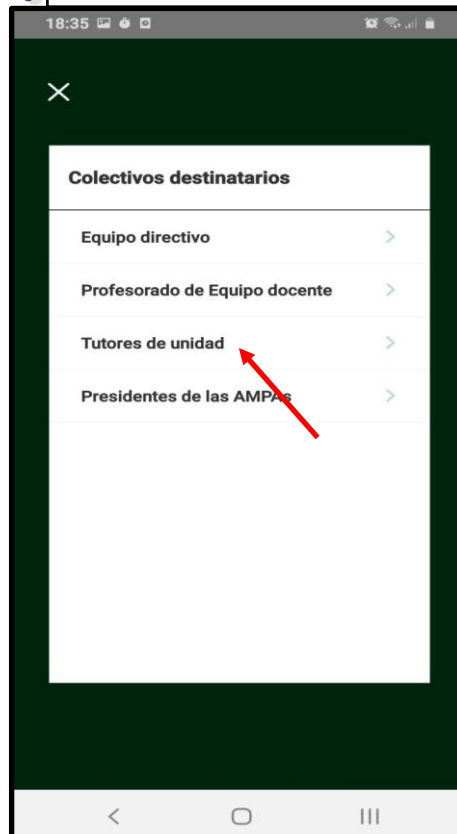 18:35
Colectivos destinatarios
Equipo directivo
Profesorado de Equipo docente
Tutores de unidad
Presidentes de las AMPAs